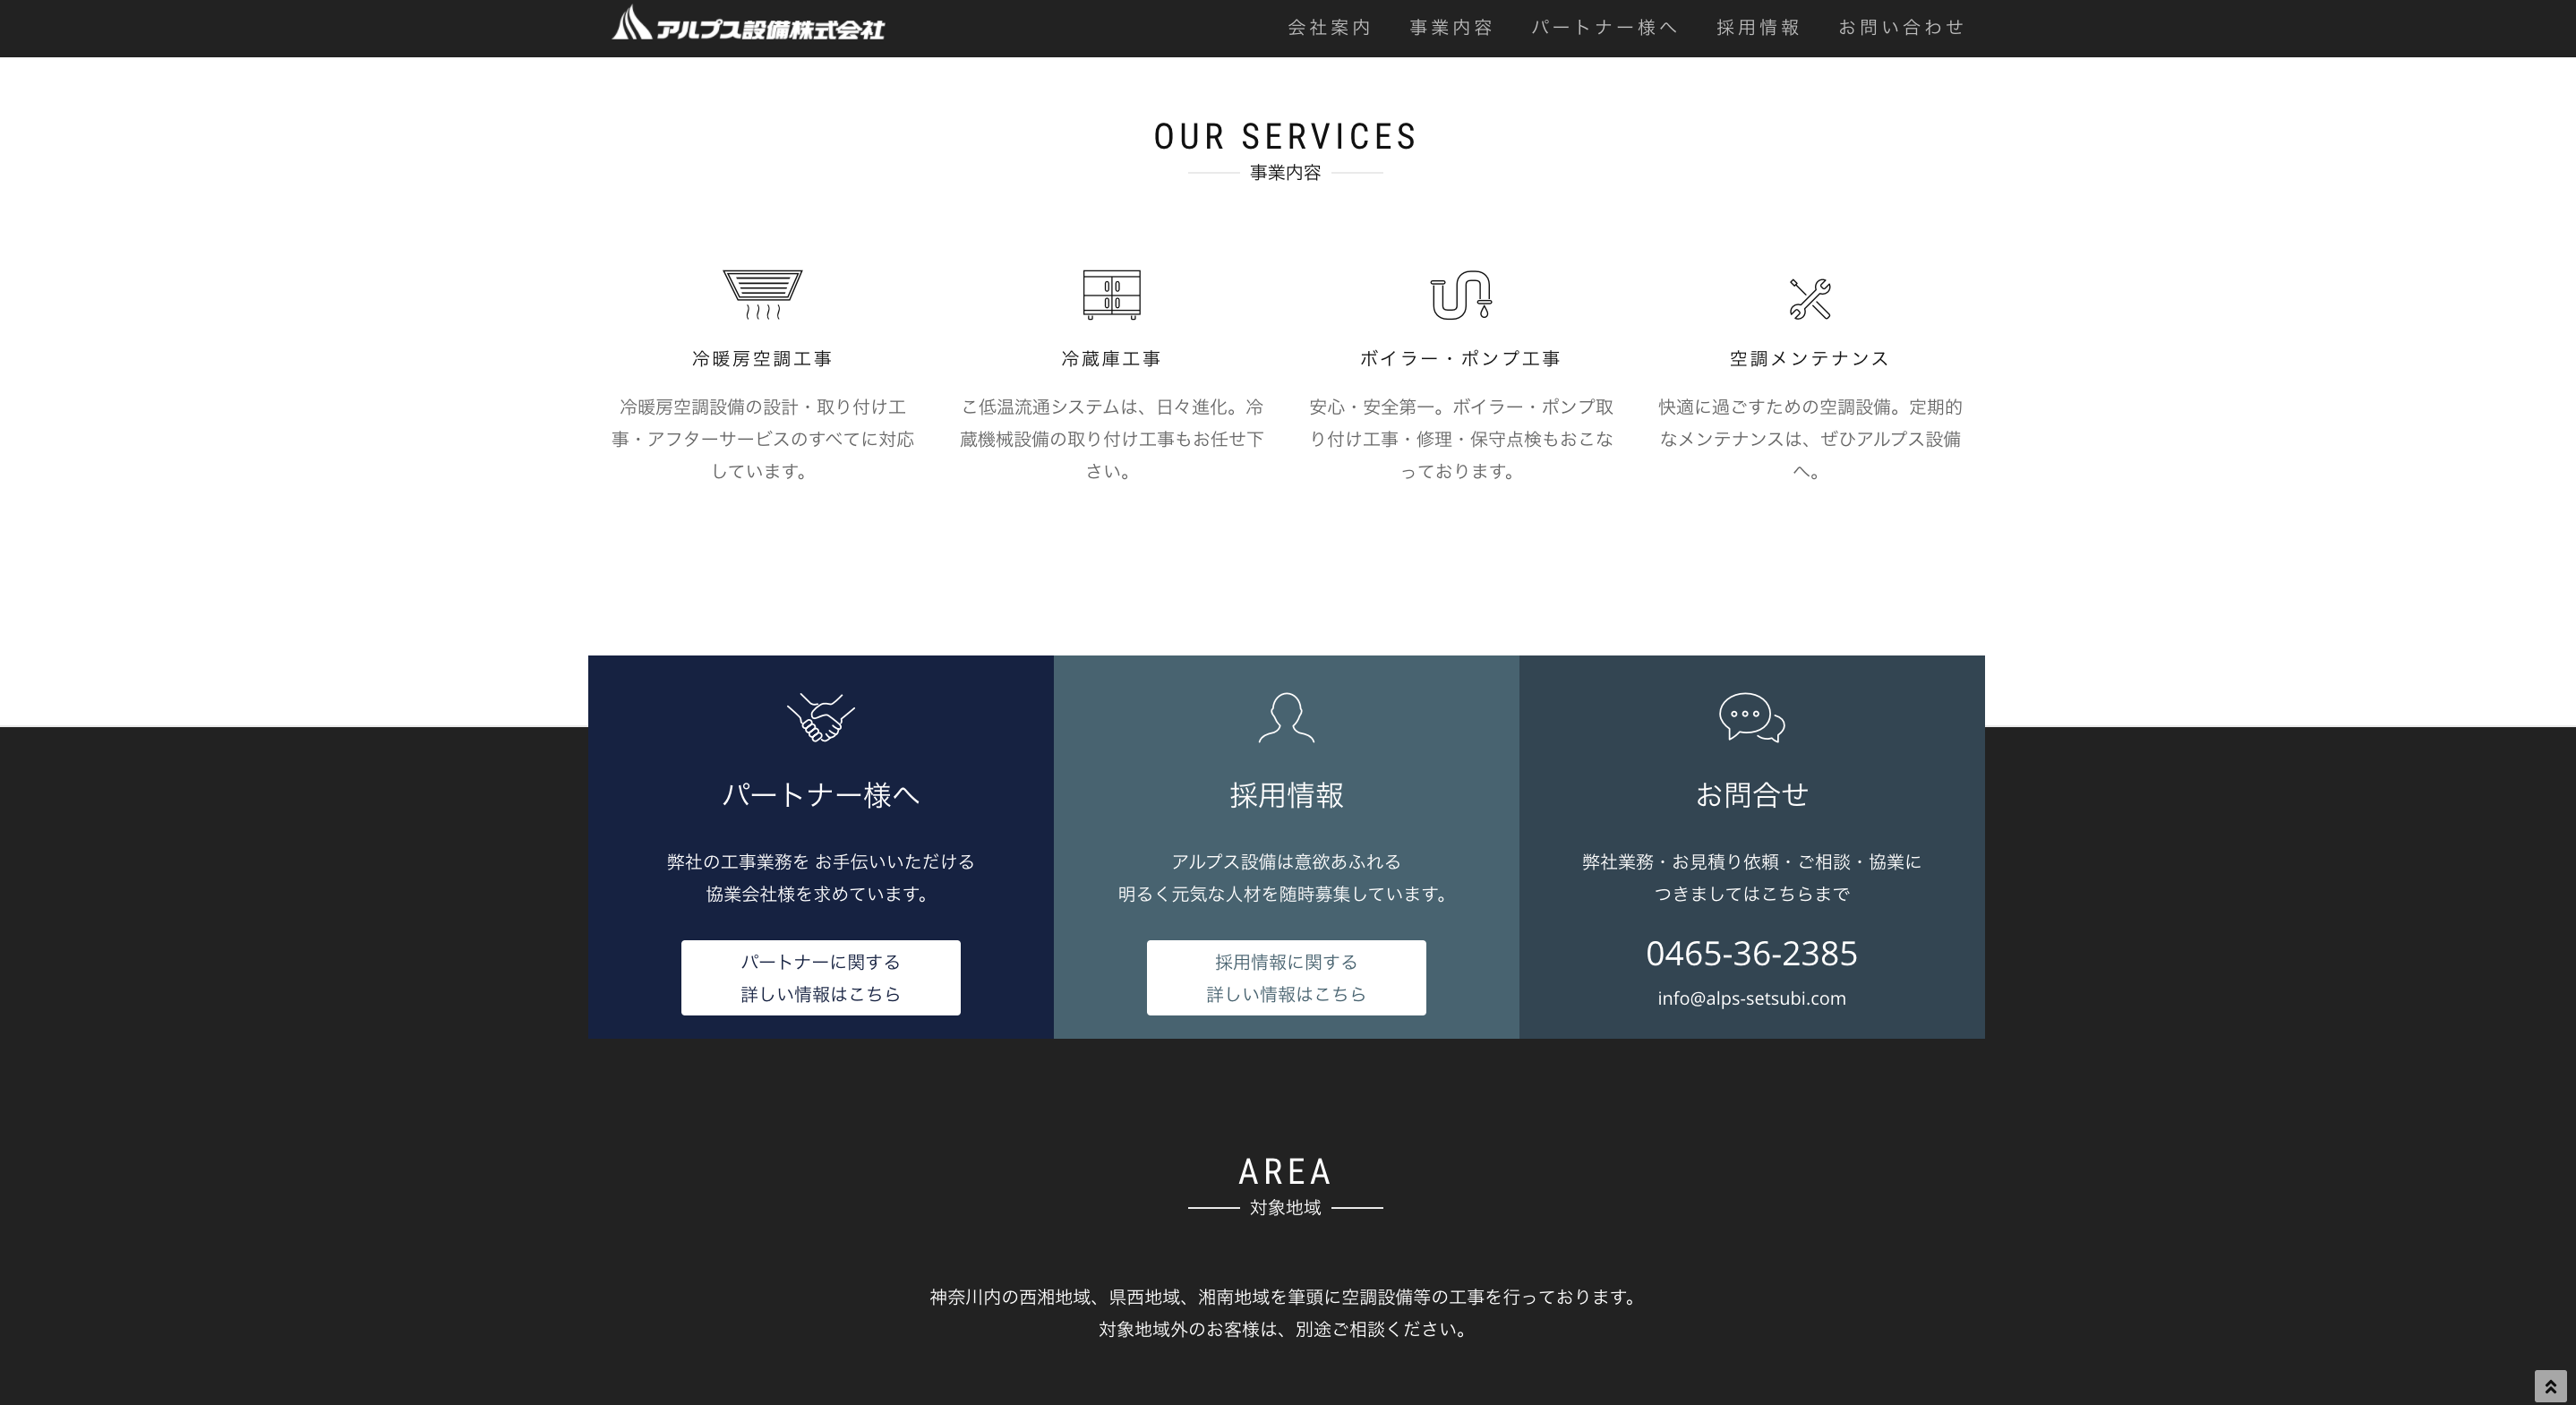 アルプス設備株式会社
会社案内 事業内容 パートナー様へ 採用情報 お問い合わせ
OUR SERVICES
事業内容
冷暖房空調工事
冷暖房空調設備の設計・取り付け工
事・アフターサービスのすべてに対応
しています。
冷蔵庫工事
こ低温流通システムは、日々進化。冷
蔵機械設備の取り付け工事もお任せ下
さい。
ボイラー・ポンプ工事
安心・安全第一。ボイラー・ポンプ取
り付け工事・修理・保守点検もおこな
っております。
空調メンテナンス
快適に過ごすための空調設備。定期的
なメンテナンスは、ぜひアルプス設備
へ。
パートナー様へ
弊社の工事業務を お手伝いいただける
協業会社様を求めています。
パートナーに関する
詳しい情報はこちら
採用情報
アルプス設備は意欲あふれる
明るく元気な人材を随時募集しています。
採用情報に関する
詳しい情報はこちら
お問合せ
弊社業務・お見積り依頼・ご相談・協業に
つきましてはこちらまで
0465-36-2385
info@alps-setsubi.com
AREA
対象地域
神奈川内の西湘地域、県西地域、湘南地域を筆頭に空調設備等の工事を行っております。
対象地域外のお客様は、別途ご相談ください。